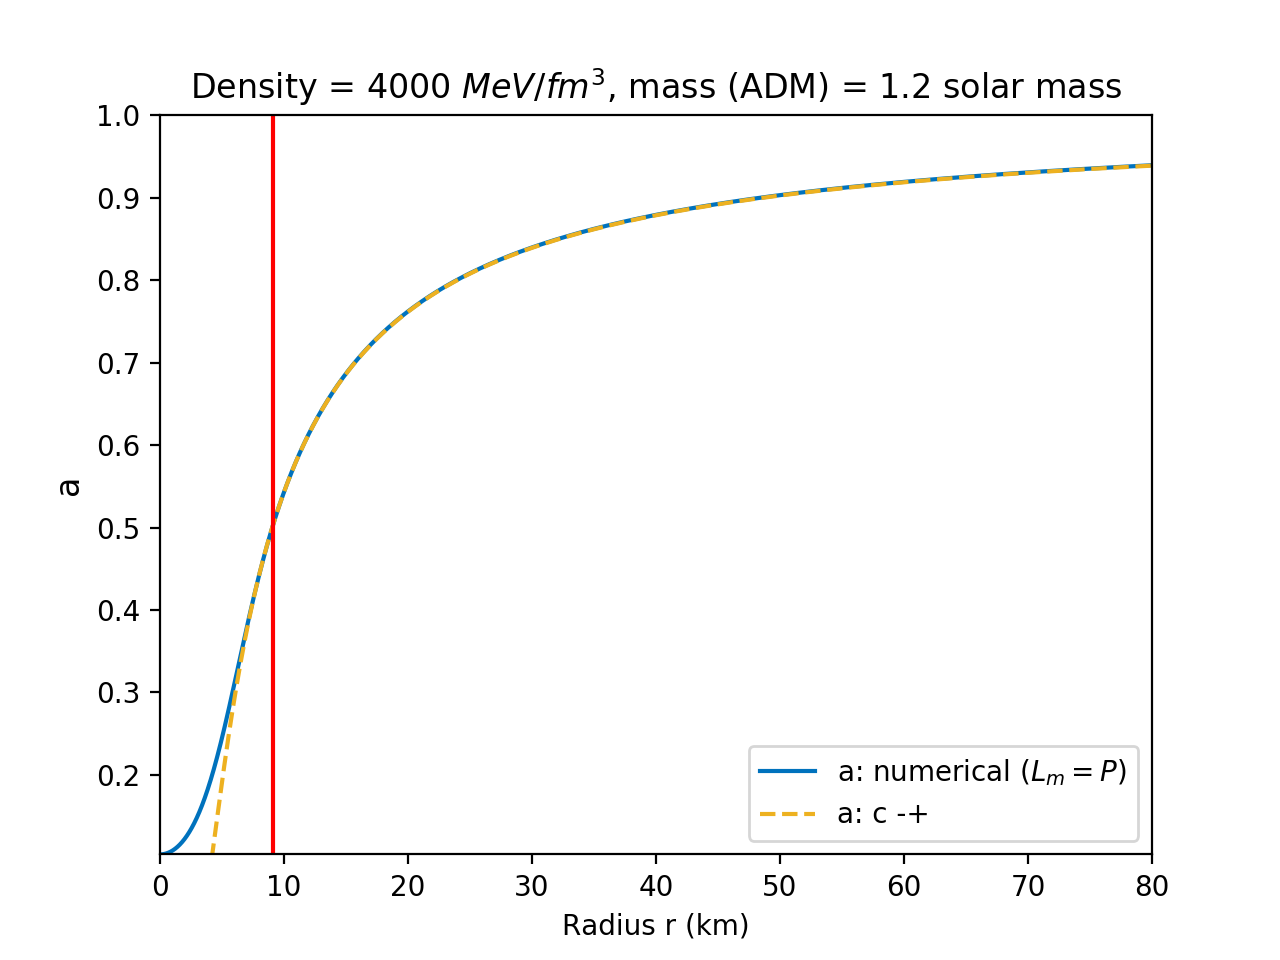 Density = 4000 MeV/fm³, mass (ADM) = 1.2 solar mass
1.0
0.9
0.8
0.7
0.6
0.5
0.4
0.3
0.2
a
a: numerical (Lₘ = P)
a: c -+
0 10 20 30 40 50 60 70 80
Radius r (km)